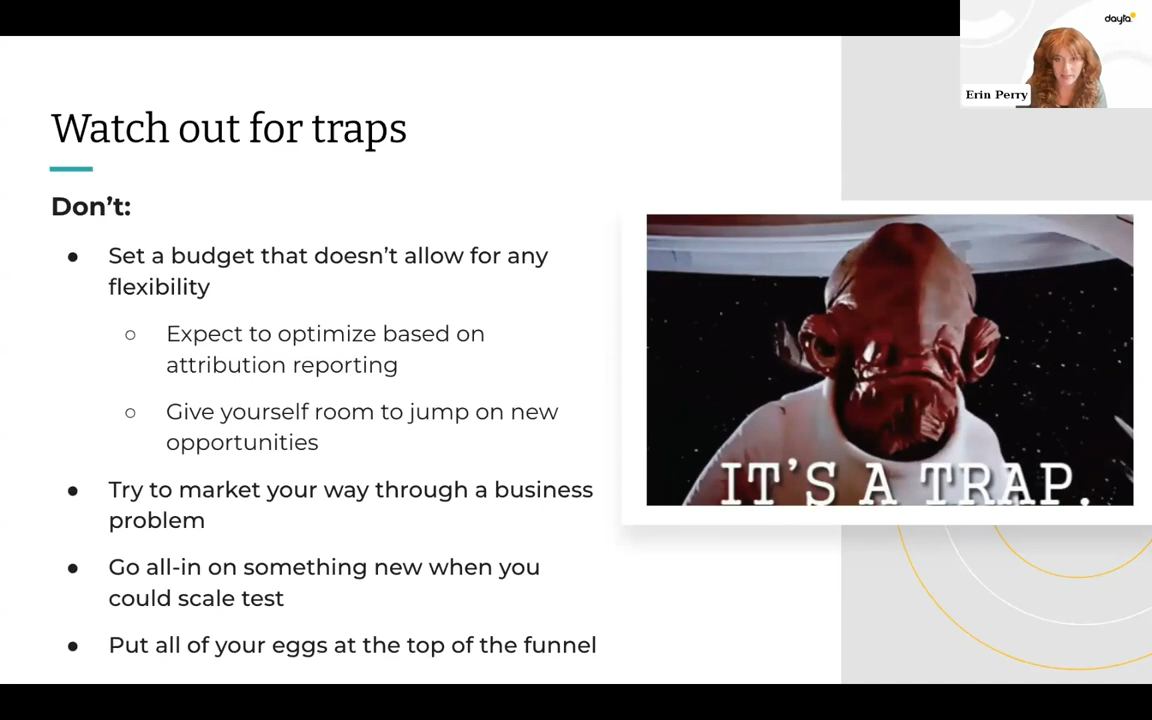 dayta
Erin Perry
Watch out for traps
Don't:
● Set a budget that doesn't allow for any
flexibility
○ Expect to optimize based on
attribution reporting
○ Give yourself room to jump on new
opportunities
● Try to market your way through a business
problem
● Go all-in on something new when you
could scale test
● Put all of your eggs at the top of the funnel
IT'S A TRAP.